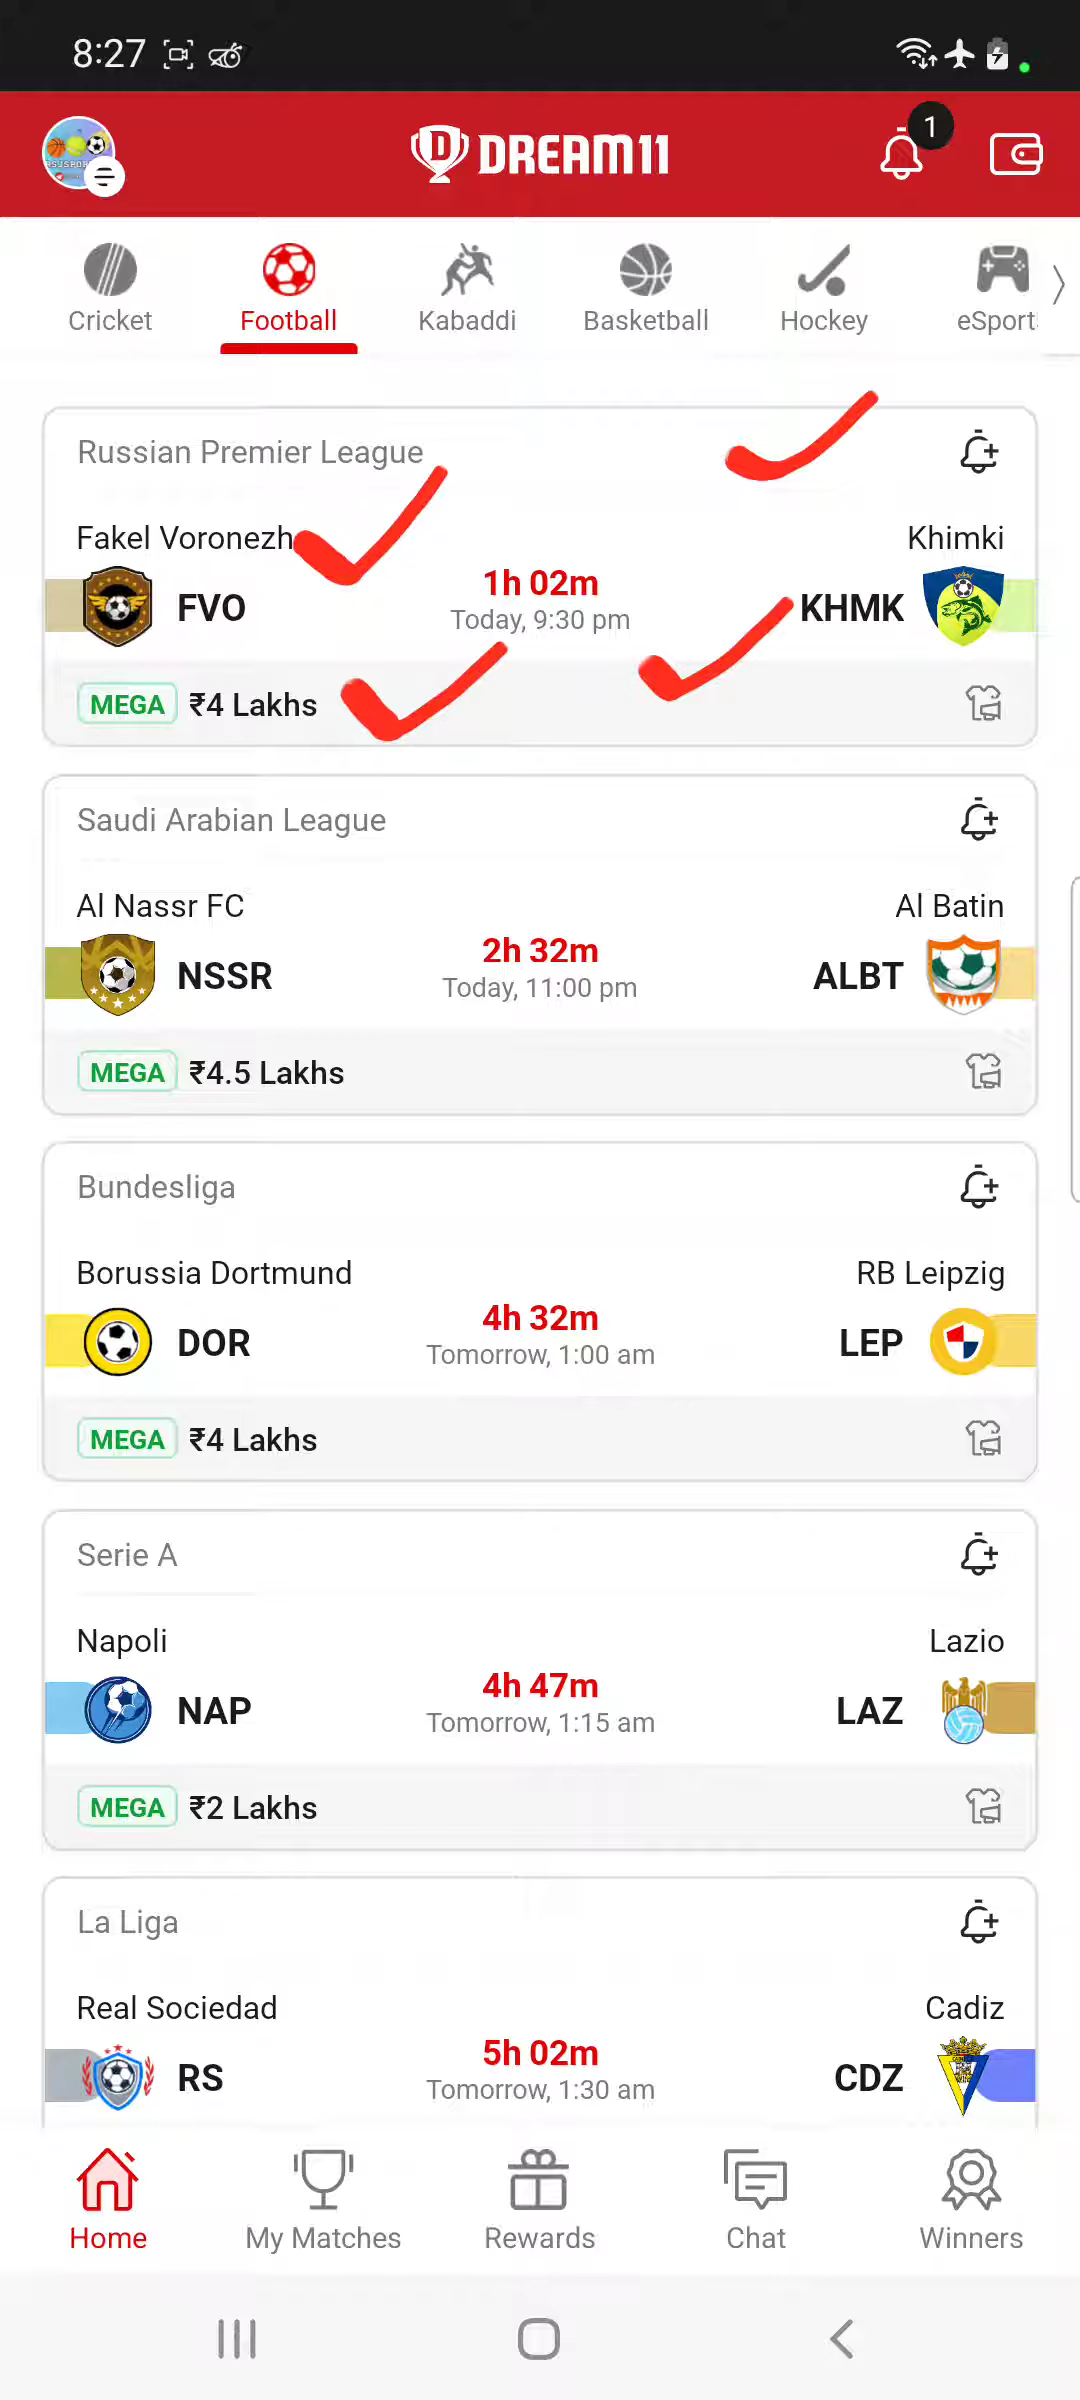 8:27
DREAM11
1
Cricket
Football
Kabaddi
Basketball
Hockey
eSport
Russian Premier League
Fakel Voronezh
Khimki
FVO
1h 02m
Today, 9:30 pm
KHMK
MEGA ₹4 Lakhs
Saudi Arabian League
Al Nassr FC
Al Batin
NSSR
2h 32m
Today, 11:00 pm
ALBT
MEGA ₹4.5 Lakhs
Bundesliga
Borussia Dortmund
RB Leipzig
DOR
4h 32m
Tomorrow, 1:00 am
LEP
MEGA ₹4 Lakhs
Serie A
Napoli
Lazio
NAP
4h 47m
Tomorrow, 1:15 am
LAZ
MEGA ₹2 Lakhs
La Liga
Real Sociedad
Cadiz
RS
5h 02m
Tomorrow, 1:30 am
CDZ
Home
My Matches
Rewards
Chat
Winners